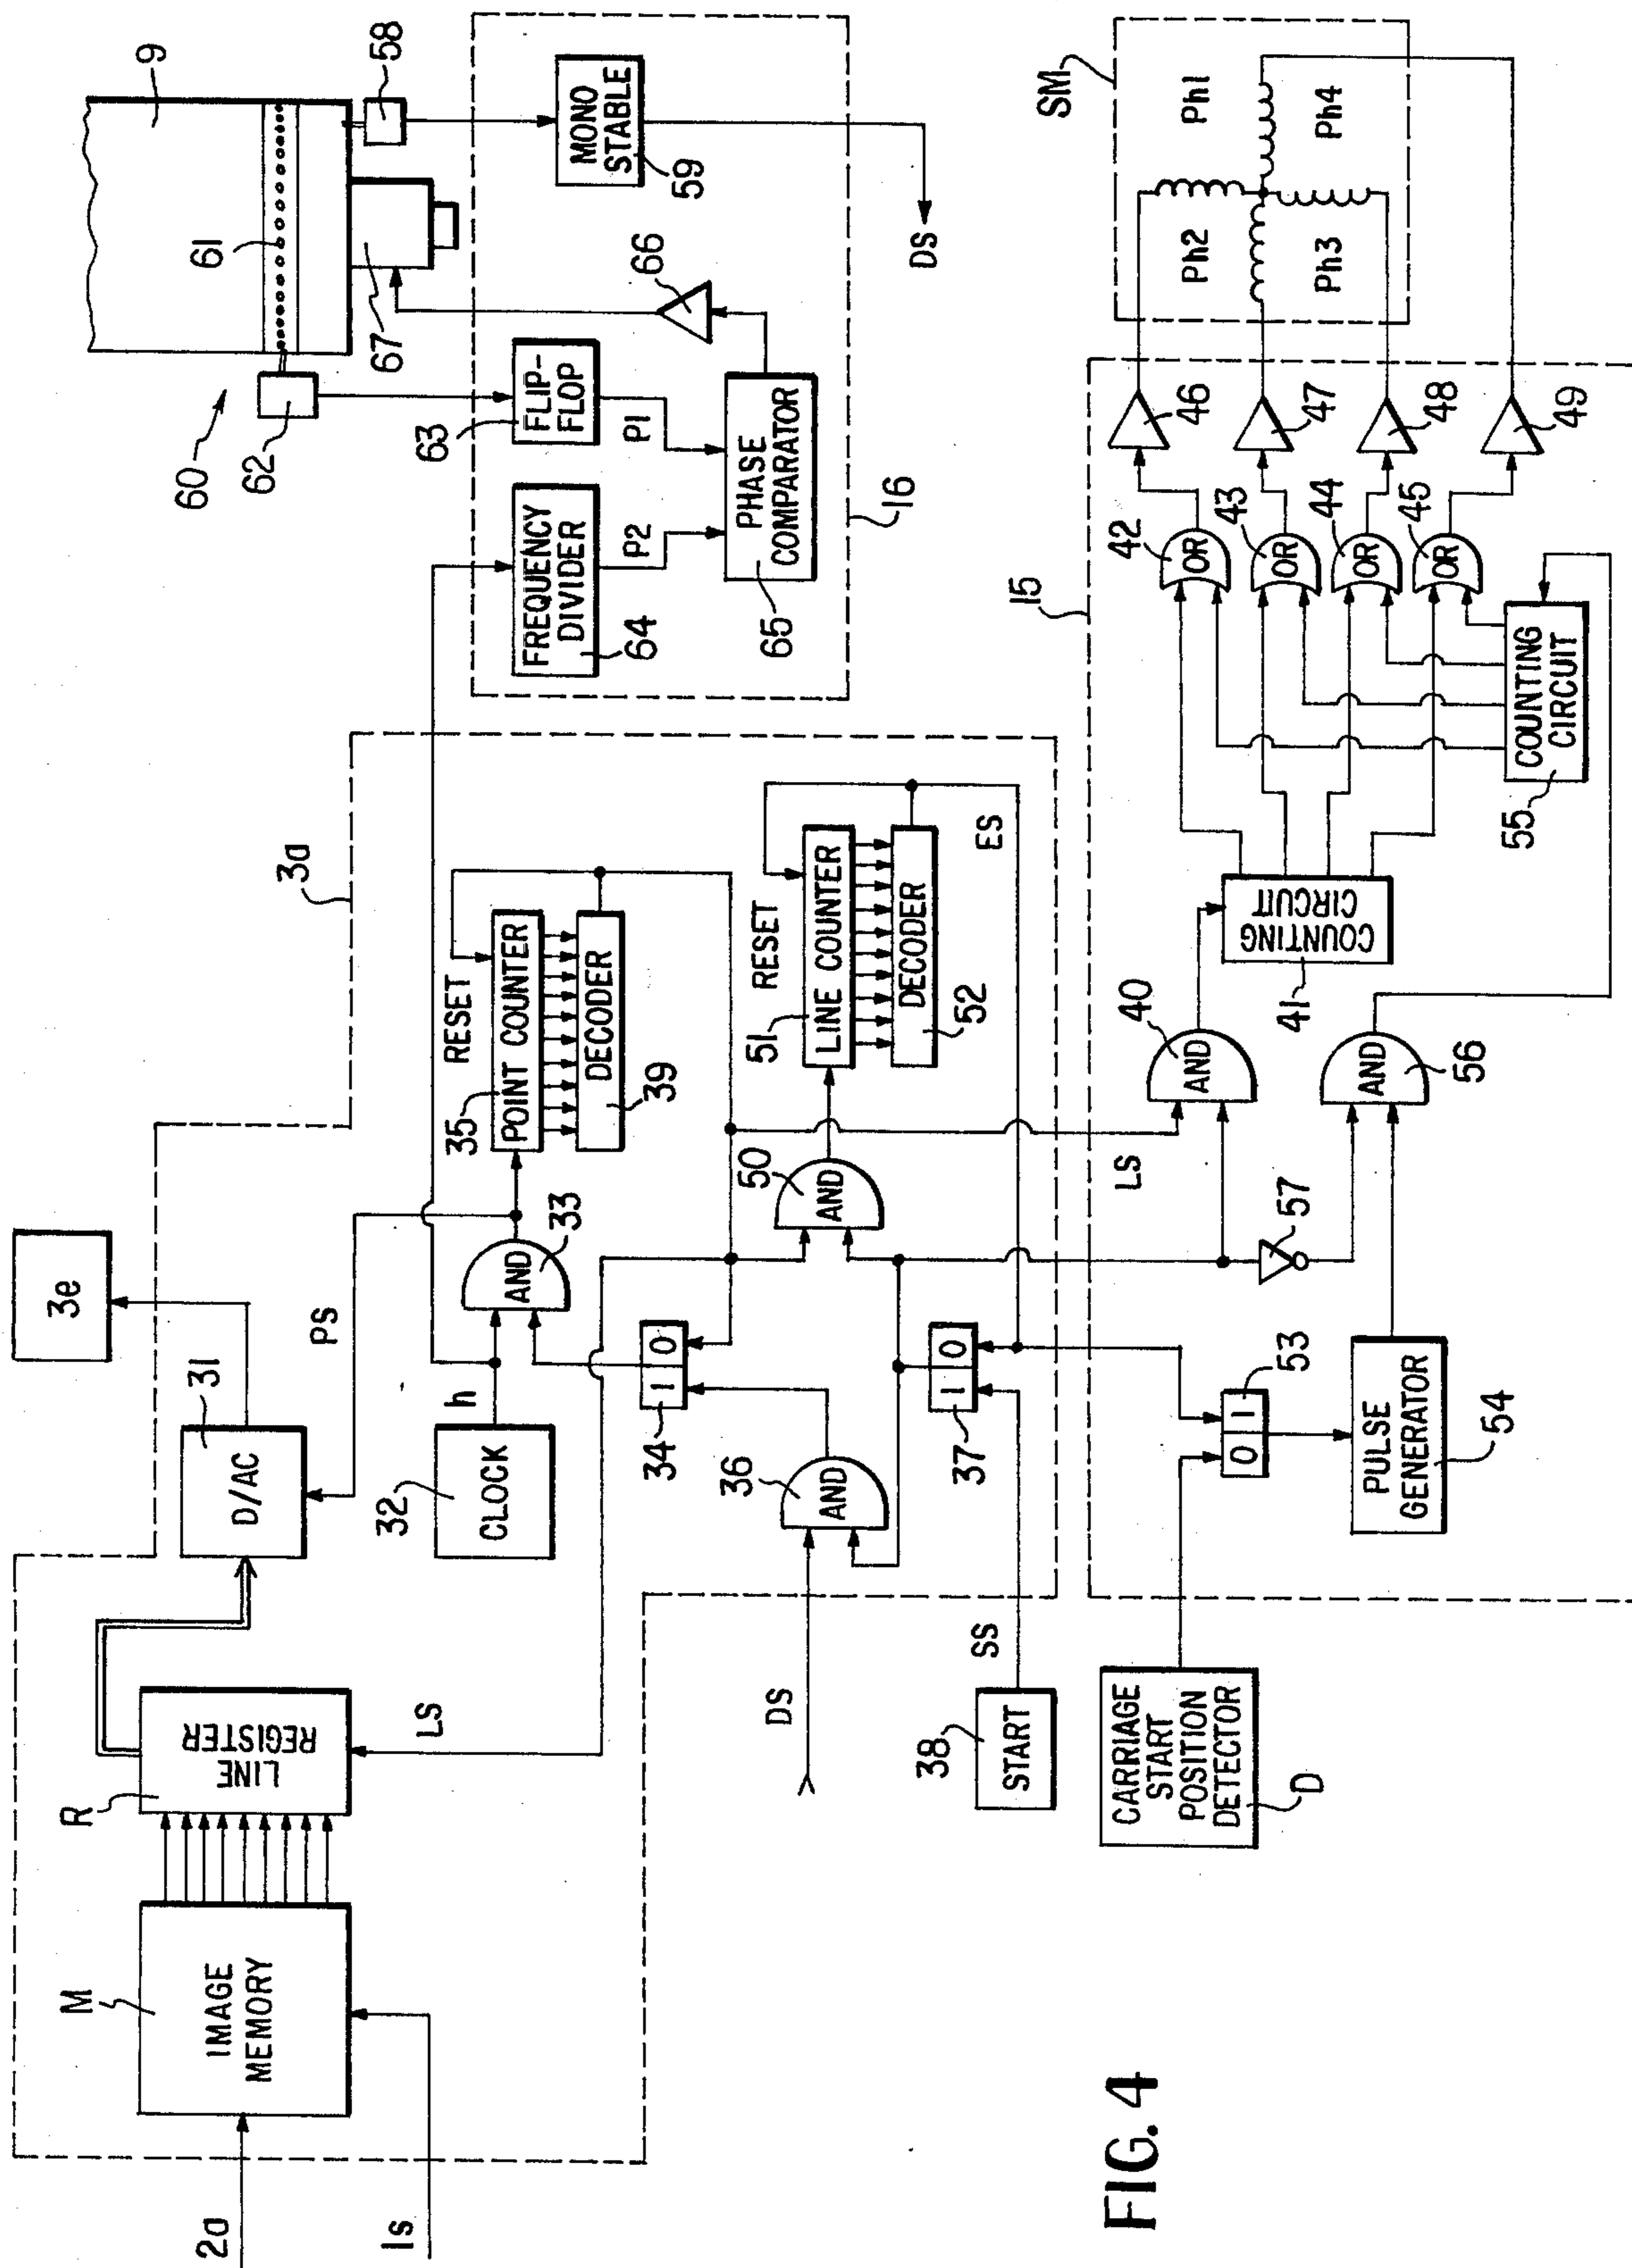 2a
1s
M
IMAGE
MEMORY
R
LINE
REGISTER
LS
31
D/AC
PS
3e
3a
32
CLOCK
h
33
AND
35
POINT COUNTER
RESET
DECODER
39
34
1 0
36
AND
DS
37
1 0
38
START
SS
50
AND
51
LINE COUNTER
RESET
DECODER
52
ES
9
61
60
62
67
58
63
FLIP-
FLOP
FREQUENCY
DIVIDER
64
P1
P2
PHASE
COMPARATOR
65
66
MONO
STABLE
59
DS
16
15
CARRIAGE
START
POSITION
DETECTOR
D
0 1
53
PULSE
GENERATOR
54
57
LS
40
AND
AND
56
COUNTING
CIRCUIT
41
COUNTING
CIRCUIT
55
42
OR
43
OR
44
OR
45
OR
46
47
48
49
SM
Ph1
Ph2
Ph3
Ph4
FIG. 4